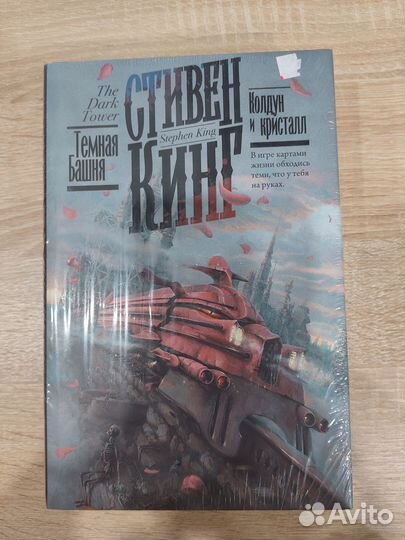 The
Dark
Tower
Темная
Башня
СТИВЕН
Stephen King
КИНГ
Колдун
и кристалл
В игре картами
жизни обходись
теми, что у тебя
на руках.
Avito